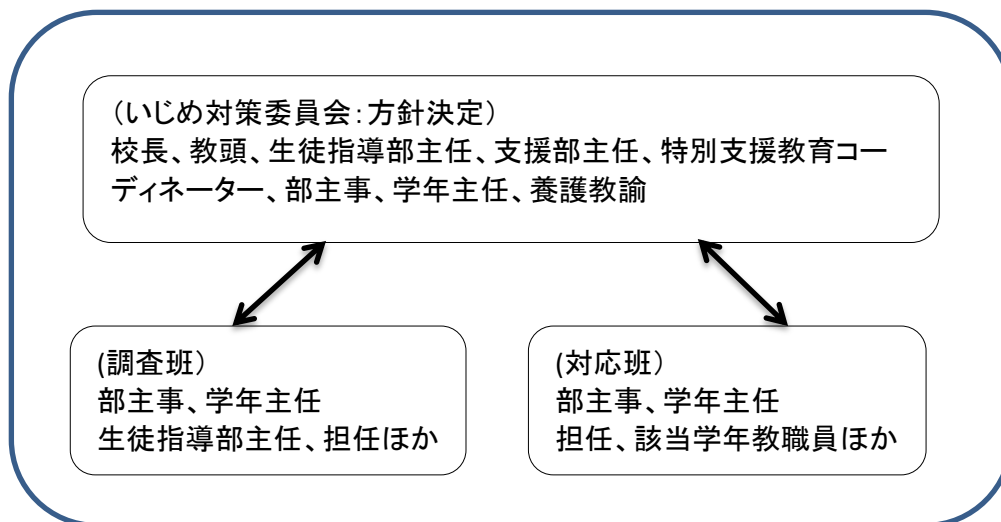 （いじめ対策委員会：方針決定）
校長、教頭、生徒指導部主任、支援部主任、特別支援教育コー
ディネーター、部主事、学年主任、養護教諭
(調査班）
部主事、学年主任
生徒指導部主任、担任ほか
(対応班）
部主事、学年主任
担任、該当学年教職員ほか